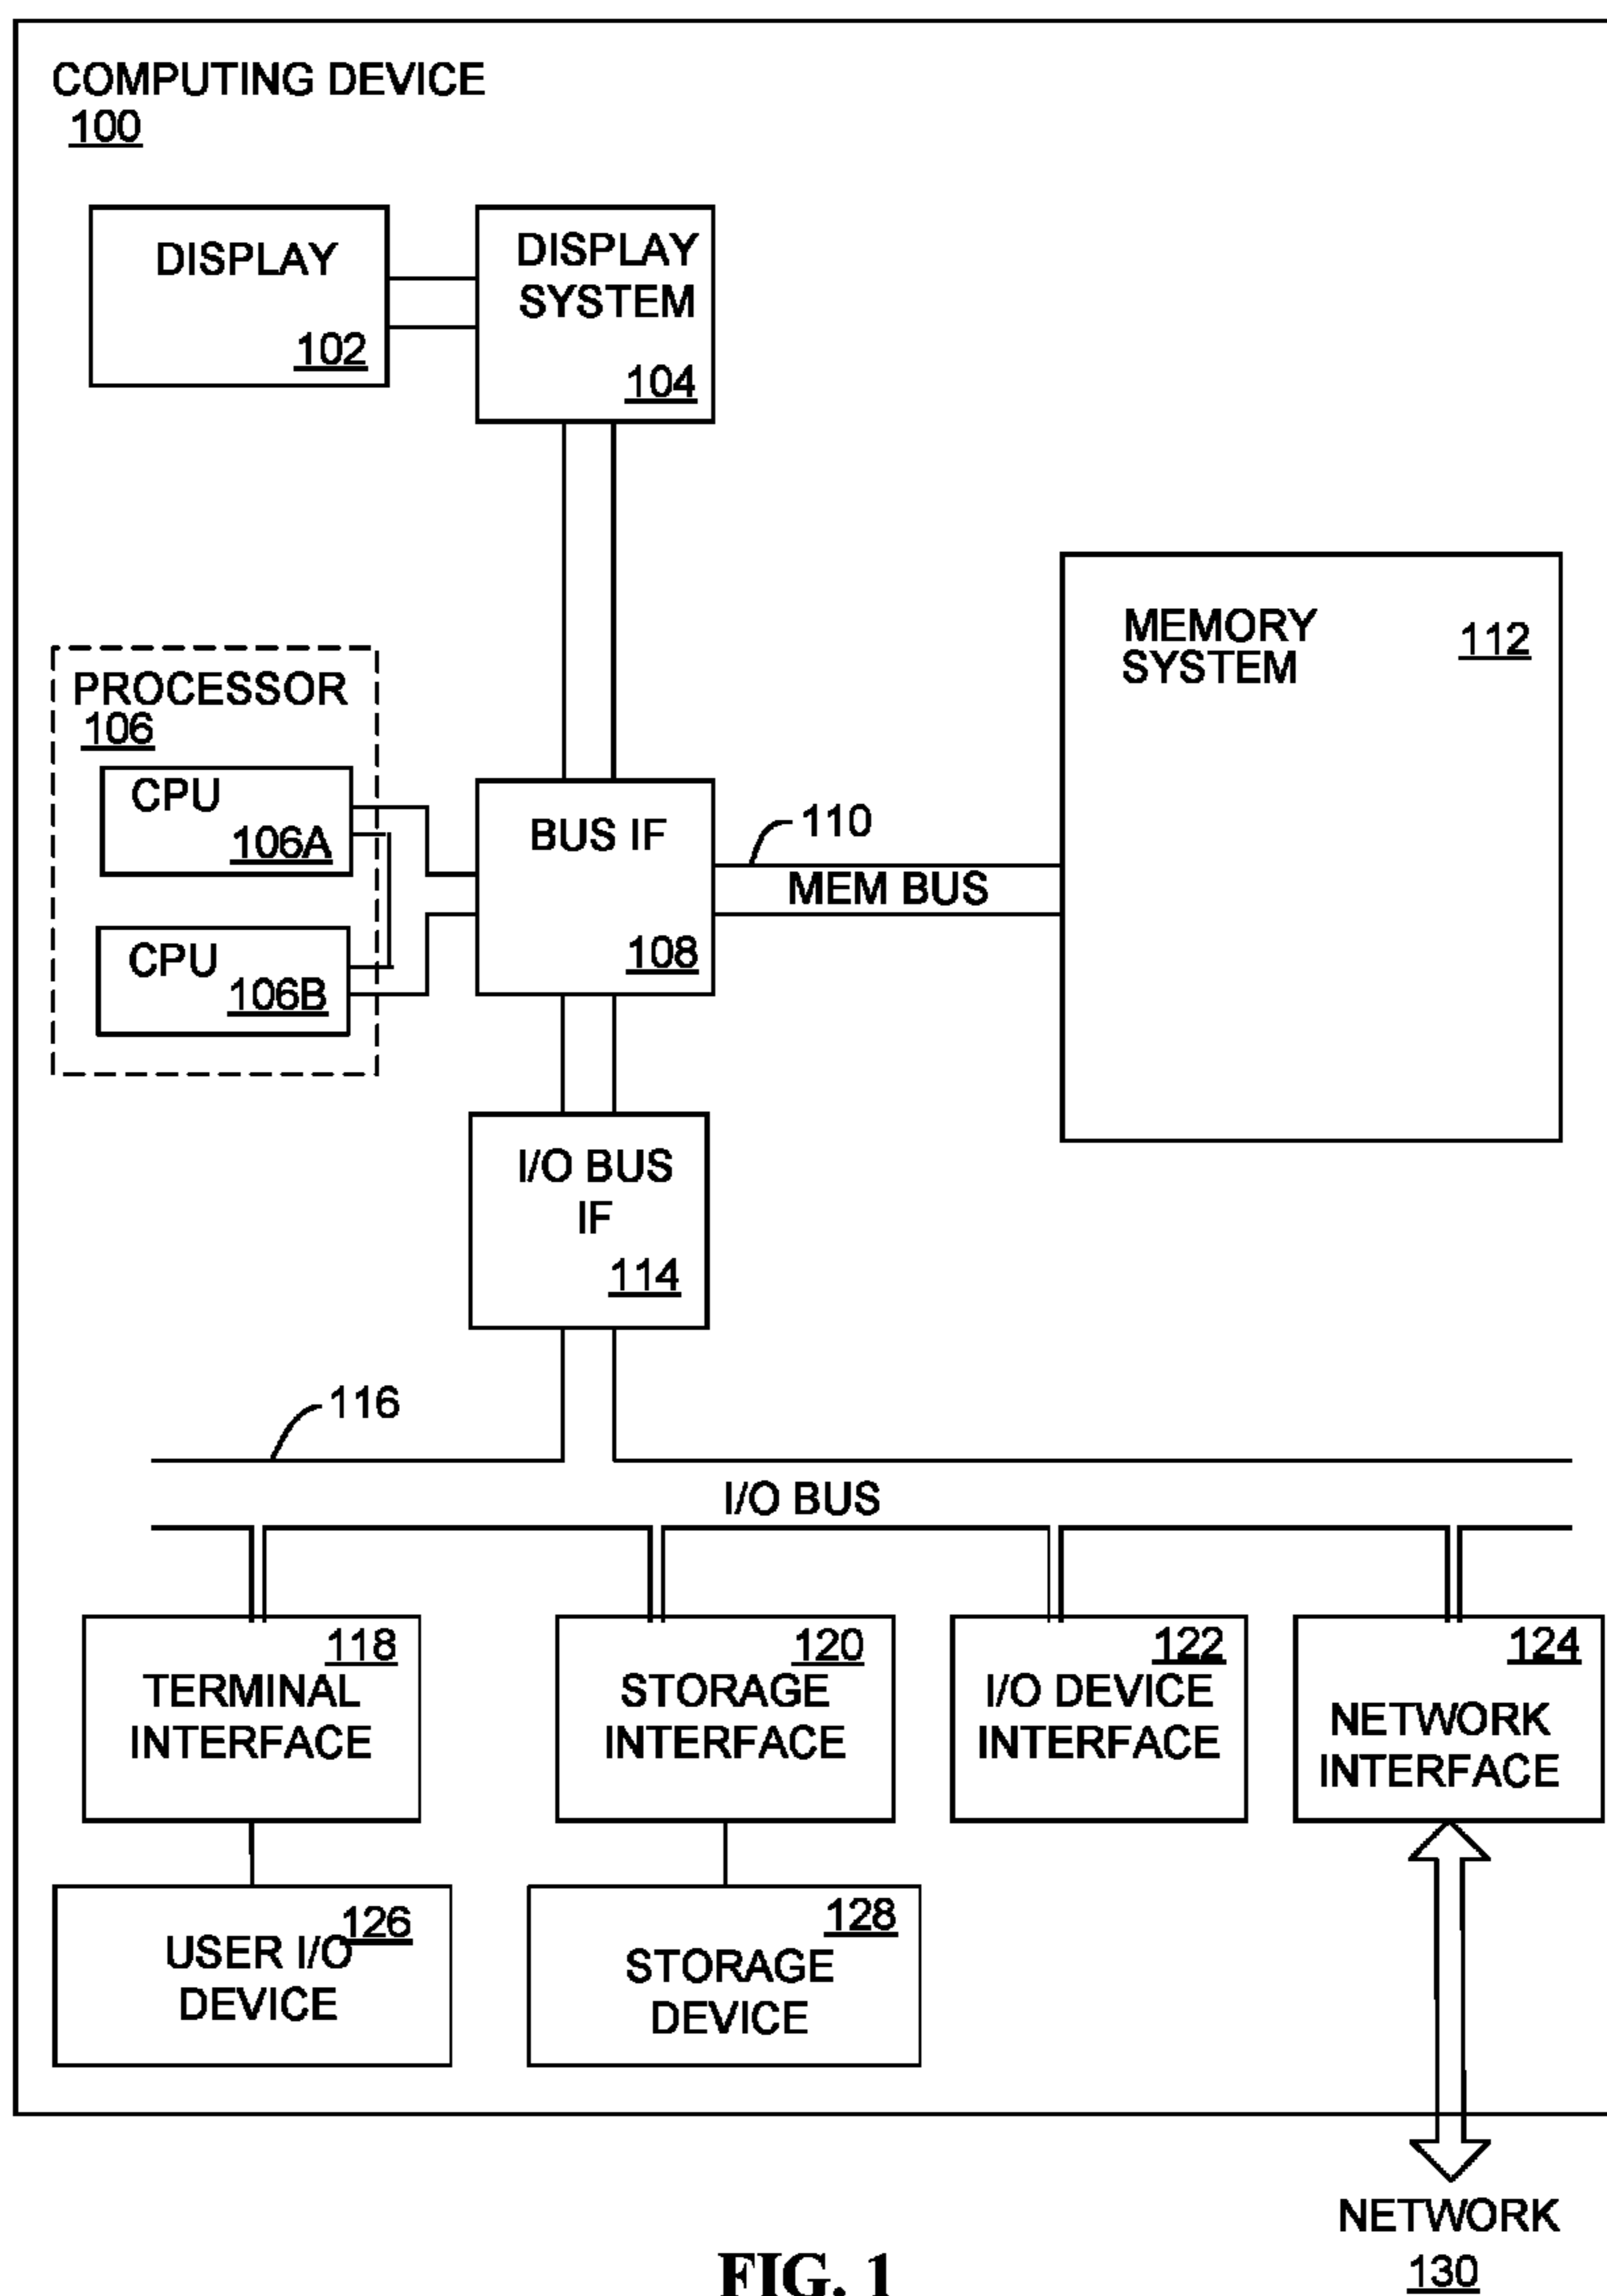 COMPUTING DEVICE
100
DISPLAY
102
DISPLAY
SYSTEM
104
MEMORY
SYSTEM
112
PROCESSOR
106
CPU
106A
CPU
106B
BUS IF
108
110
MEM BUS
I/O BUS
IF
114
116
I/O BUS
118
TERMINAL
INTERFACE
120
STORAGE
INTERFACE
122
I/O DEVICE
INTERFACE
124
NETWORK
INTERFACE
126
USER I/O
DEVICE
128
STORAGE
DEVICE
NETWORK
130
FIG. 1